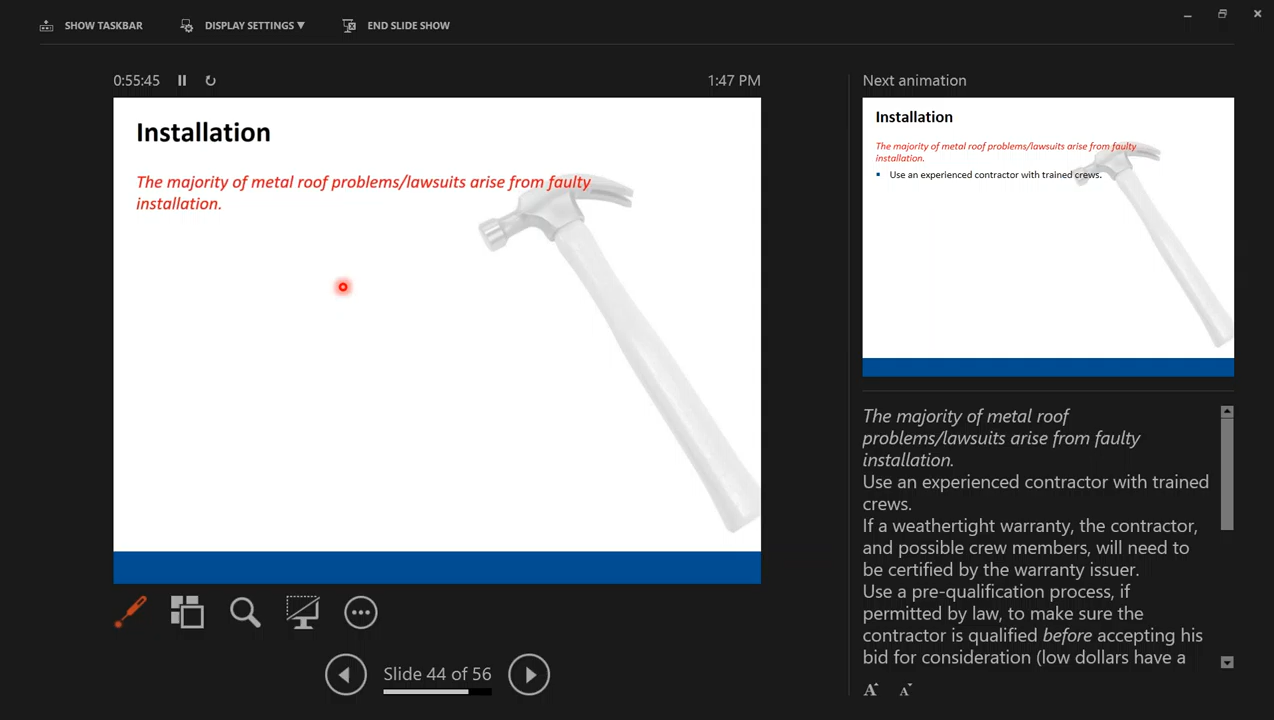 SHOW TASKBAR
DISPLAY SETTINGS ▼
END SLIDE SHOW
0:55:45
1:47 PM
Installation
The majority of metal roof problems/lawsuits arise from faulty
installation.
Slide 44 of 56
Next animation
Installation
The majority of metal roof problems/lawsuits arise from faulty
installation.
▪ Use an experienced contractor with trained crews.
The majority of metal roof
problems/lawsuits arise from faulty
installation.
Use an experienced contractor with trained
crews.
If a weathertight warranty, the contractor,
and possible crew members, will need to
be certified by the warranty issuer.
Use a pre-qualification process, if
permitted by law, to make sure the
contractor is qualified before accepting his
bid for consideration (low dollars have a
A A